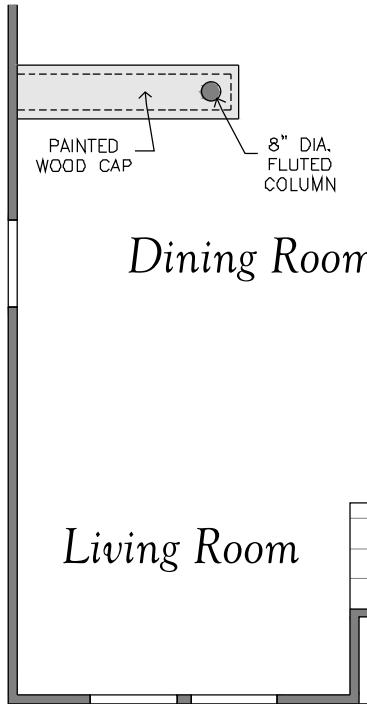 PAINTED
WOOD CAP
8" DIA.
FLUTED
COLUMN
Dining Room
Living Room